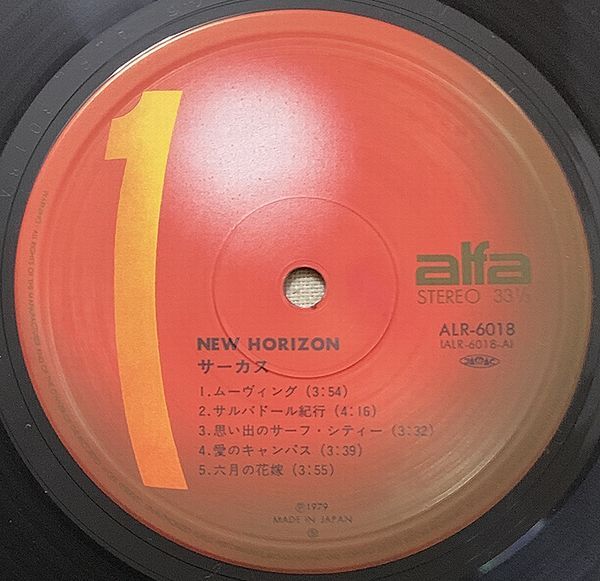 1
alfa
STEREO 33⅓
ALR-6018
(ALR-6018-A)
JASRAC
NEW HORIZON
サーカス
1.ムーヴィング (3:54)
2.サルバドール紀行 (4:16)
3.思い出のサーフ・シティー (3:32)
4.愛のキャンバス (3:39)
5.六月の花嫁 (3:55)
Ⓟ1979
MADE IN JAPAN